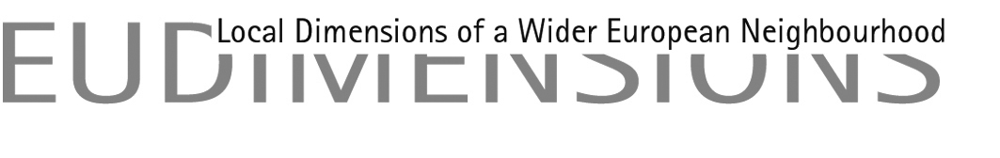 Local Dimensions of a Wider European Neighbourhood
EUDIMENSIONS